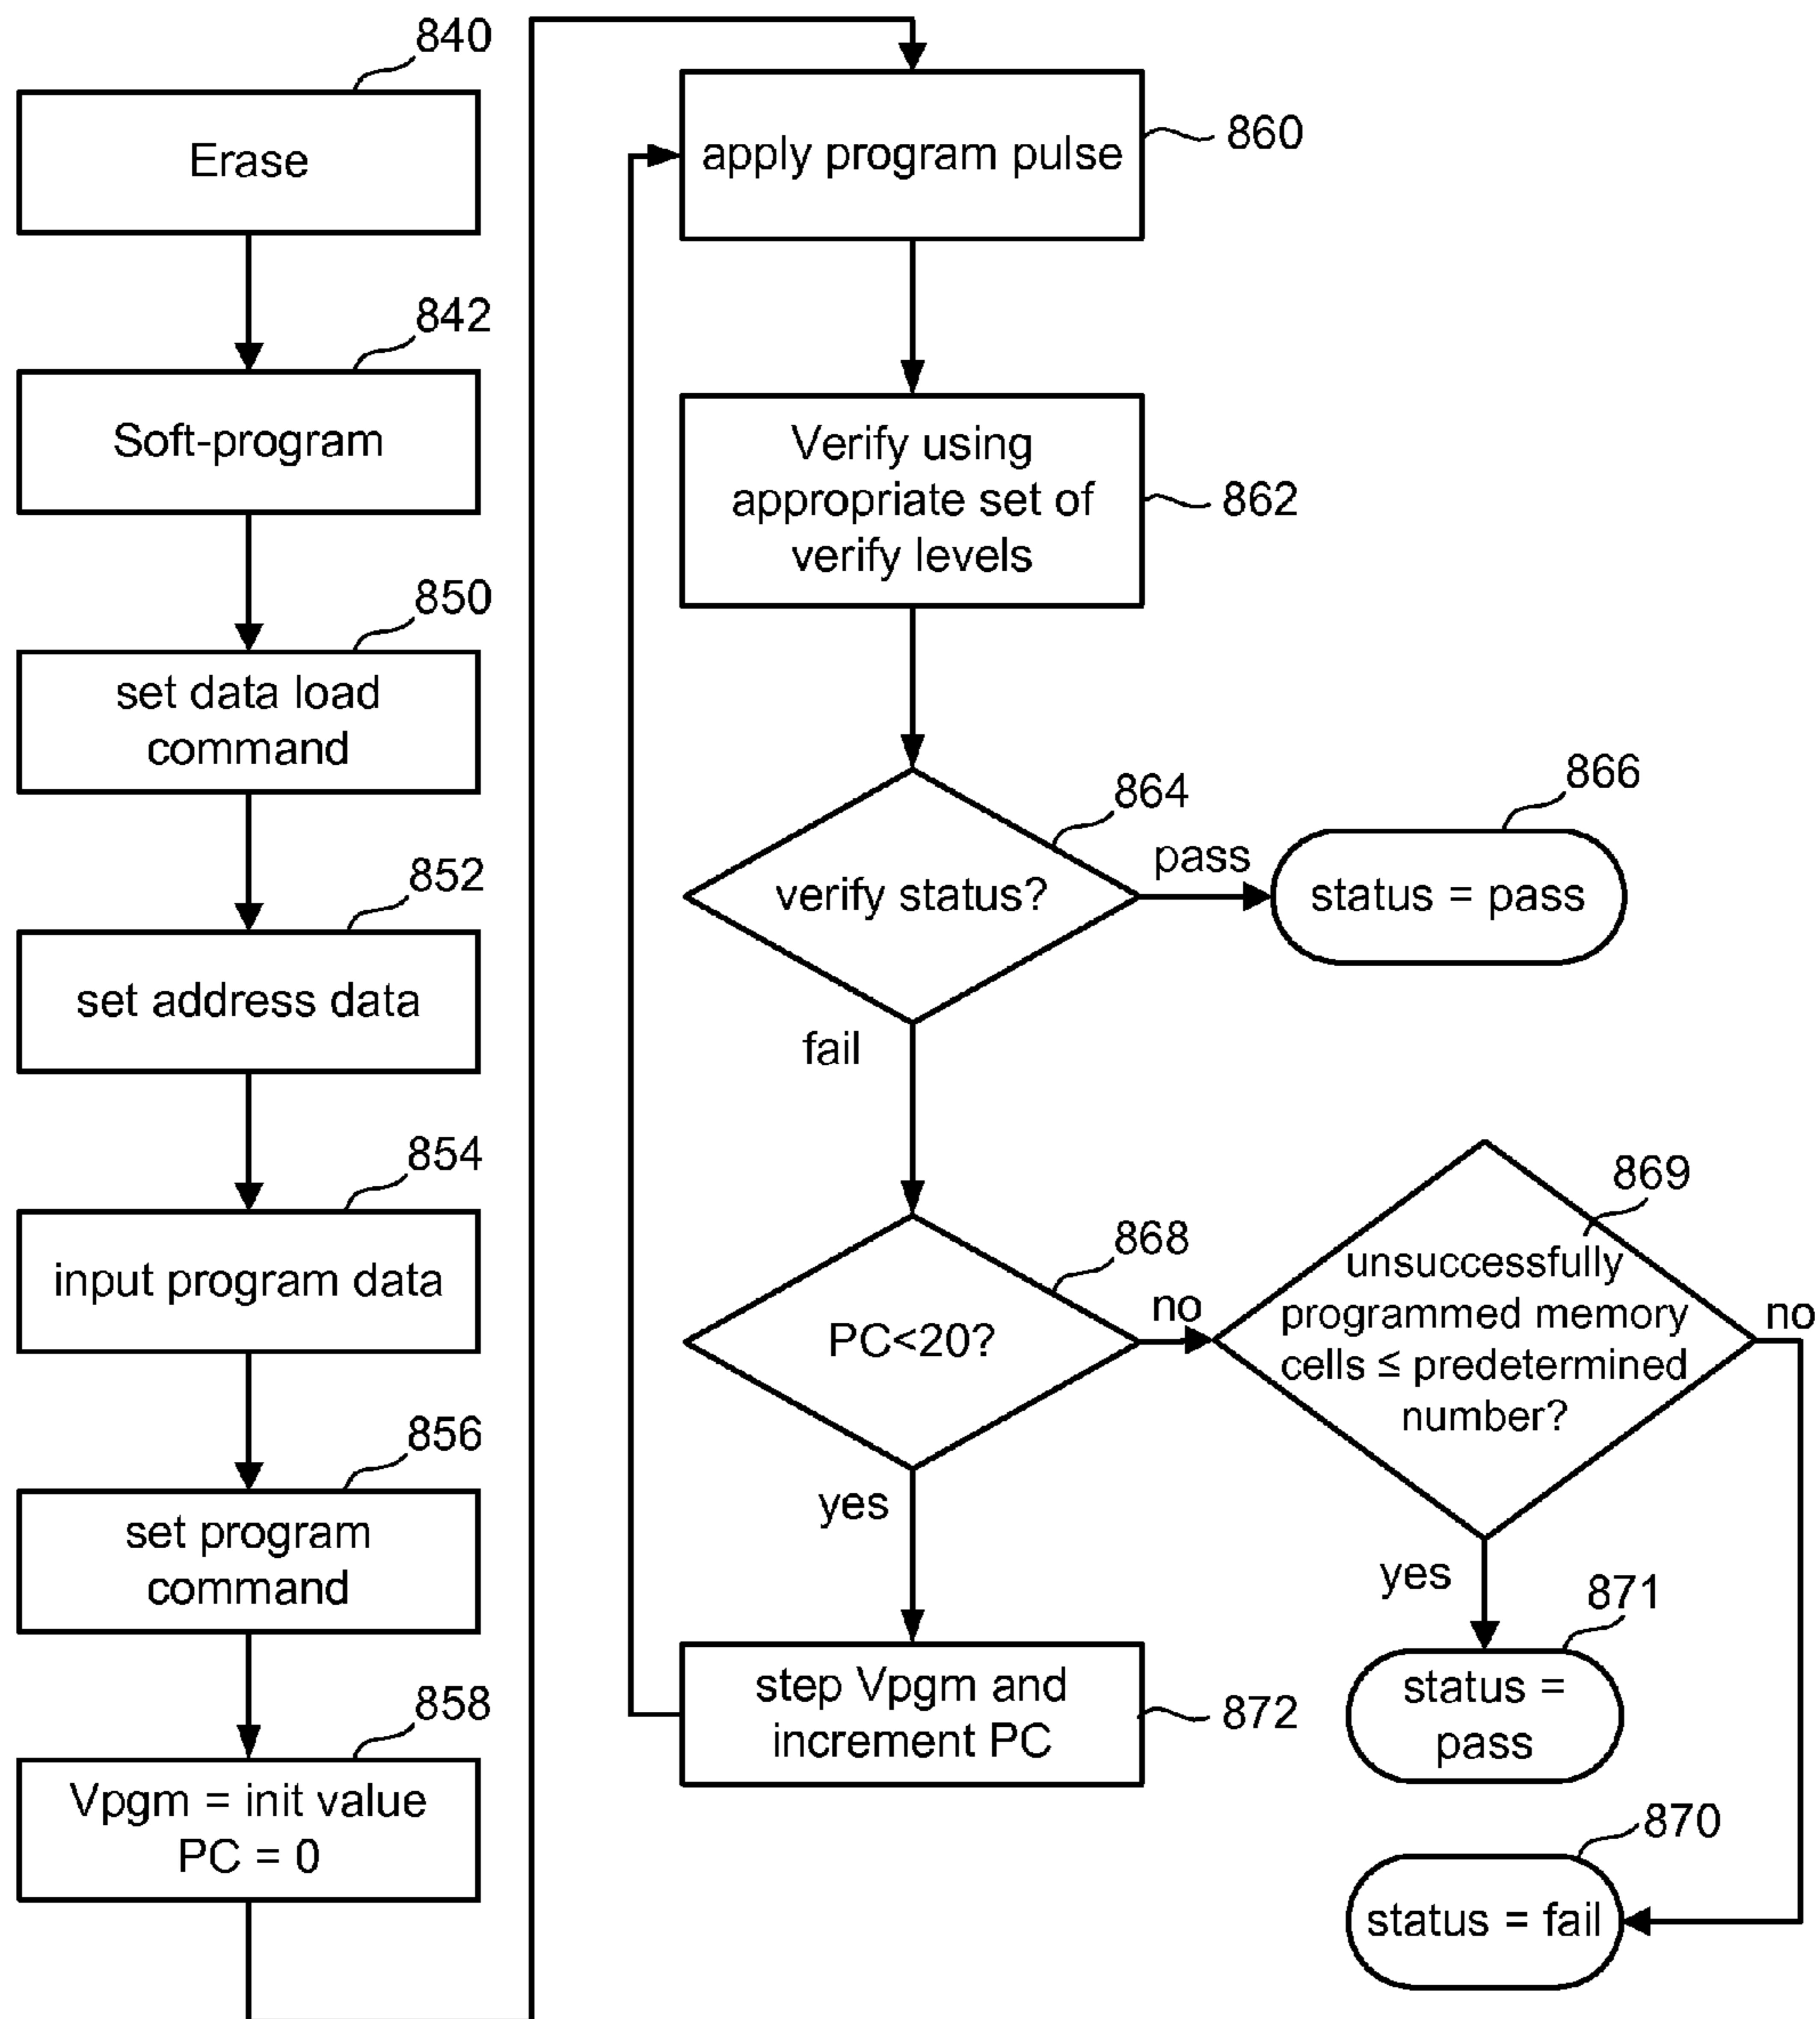 840
Erase
842
Soft-program
850
set data load
command
852
set address data
854
input program data
856
set program
command
858
Vpgm = init value
PC = 0
860
apply program pulse
862
Verify using
appropriate set of
verify levels
864
verify status?
pass
866
status = pass
fail
868
PC<20?
no
869
unsuccessfully
programmed memory
cells ≤ predetermined
number?
no
yes
872
step Vpgm and
increment PC
yes
871
status =
pass
870
status = fail